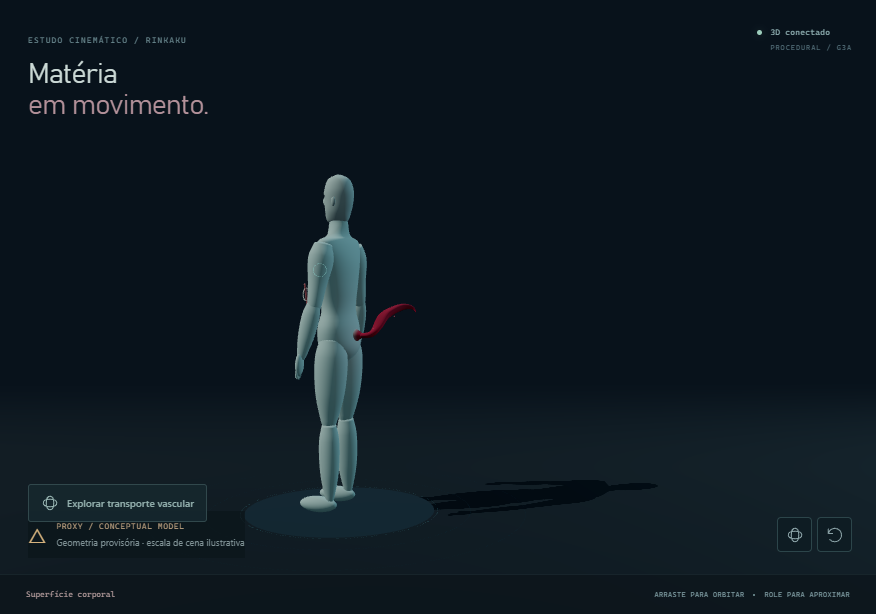 ESTUDO CINEMÁTICO / RINKAKU
Matéria
em movimento.
3D conectado
PROCEDURAL / G3A
Explorar transporte vascular
PROXY / CONCEPTUAL MODEL
Geometria provisória · escala de cena ilustrativa
Superfície corporal
ARRASTE PARA ORBITAR • ROLE PARA APROXIMAR